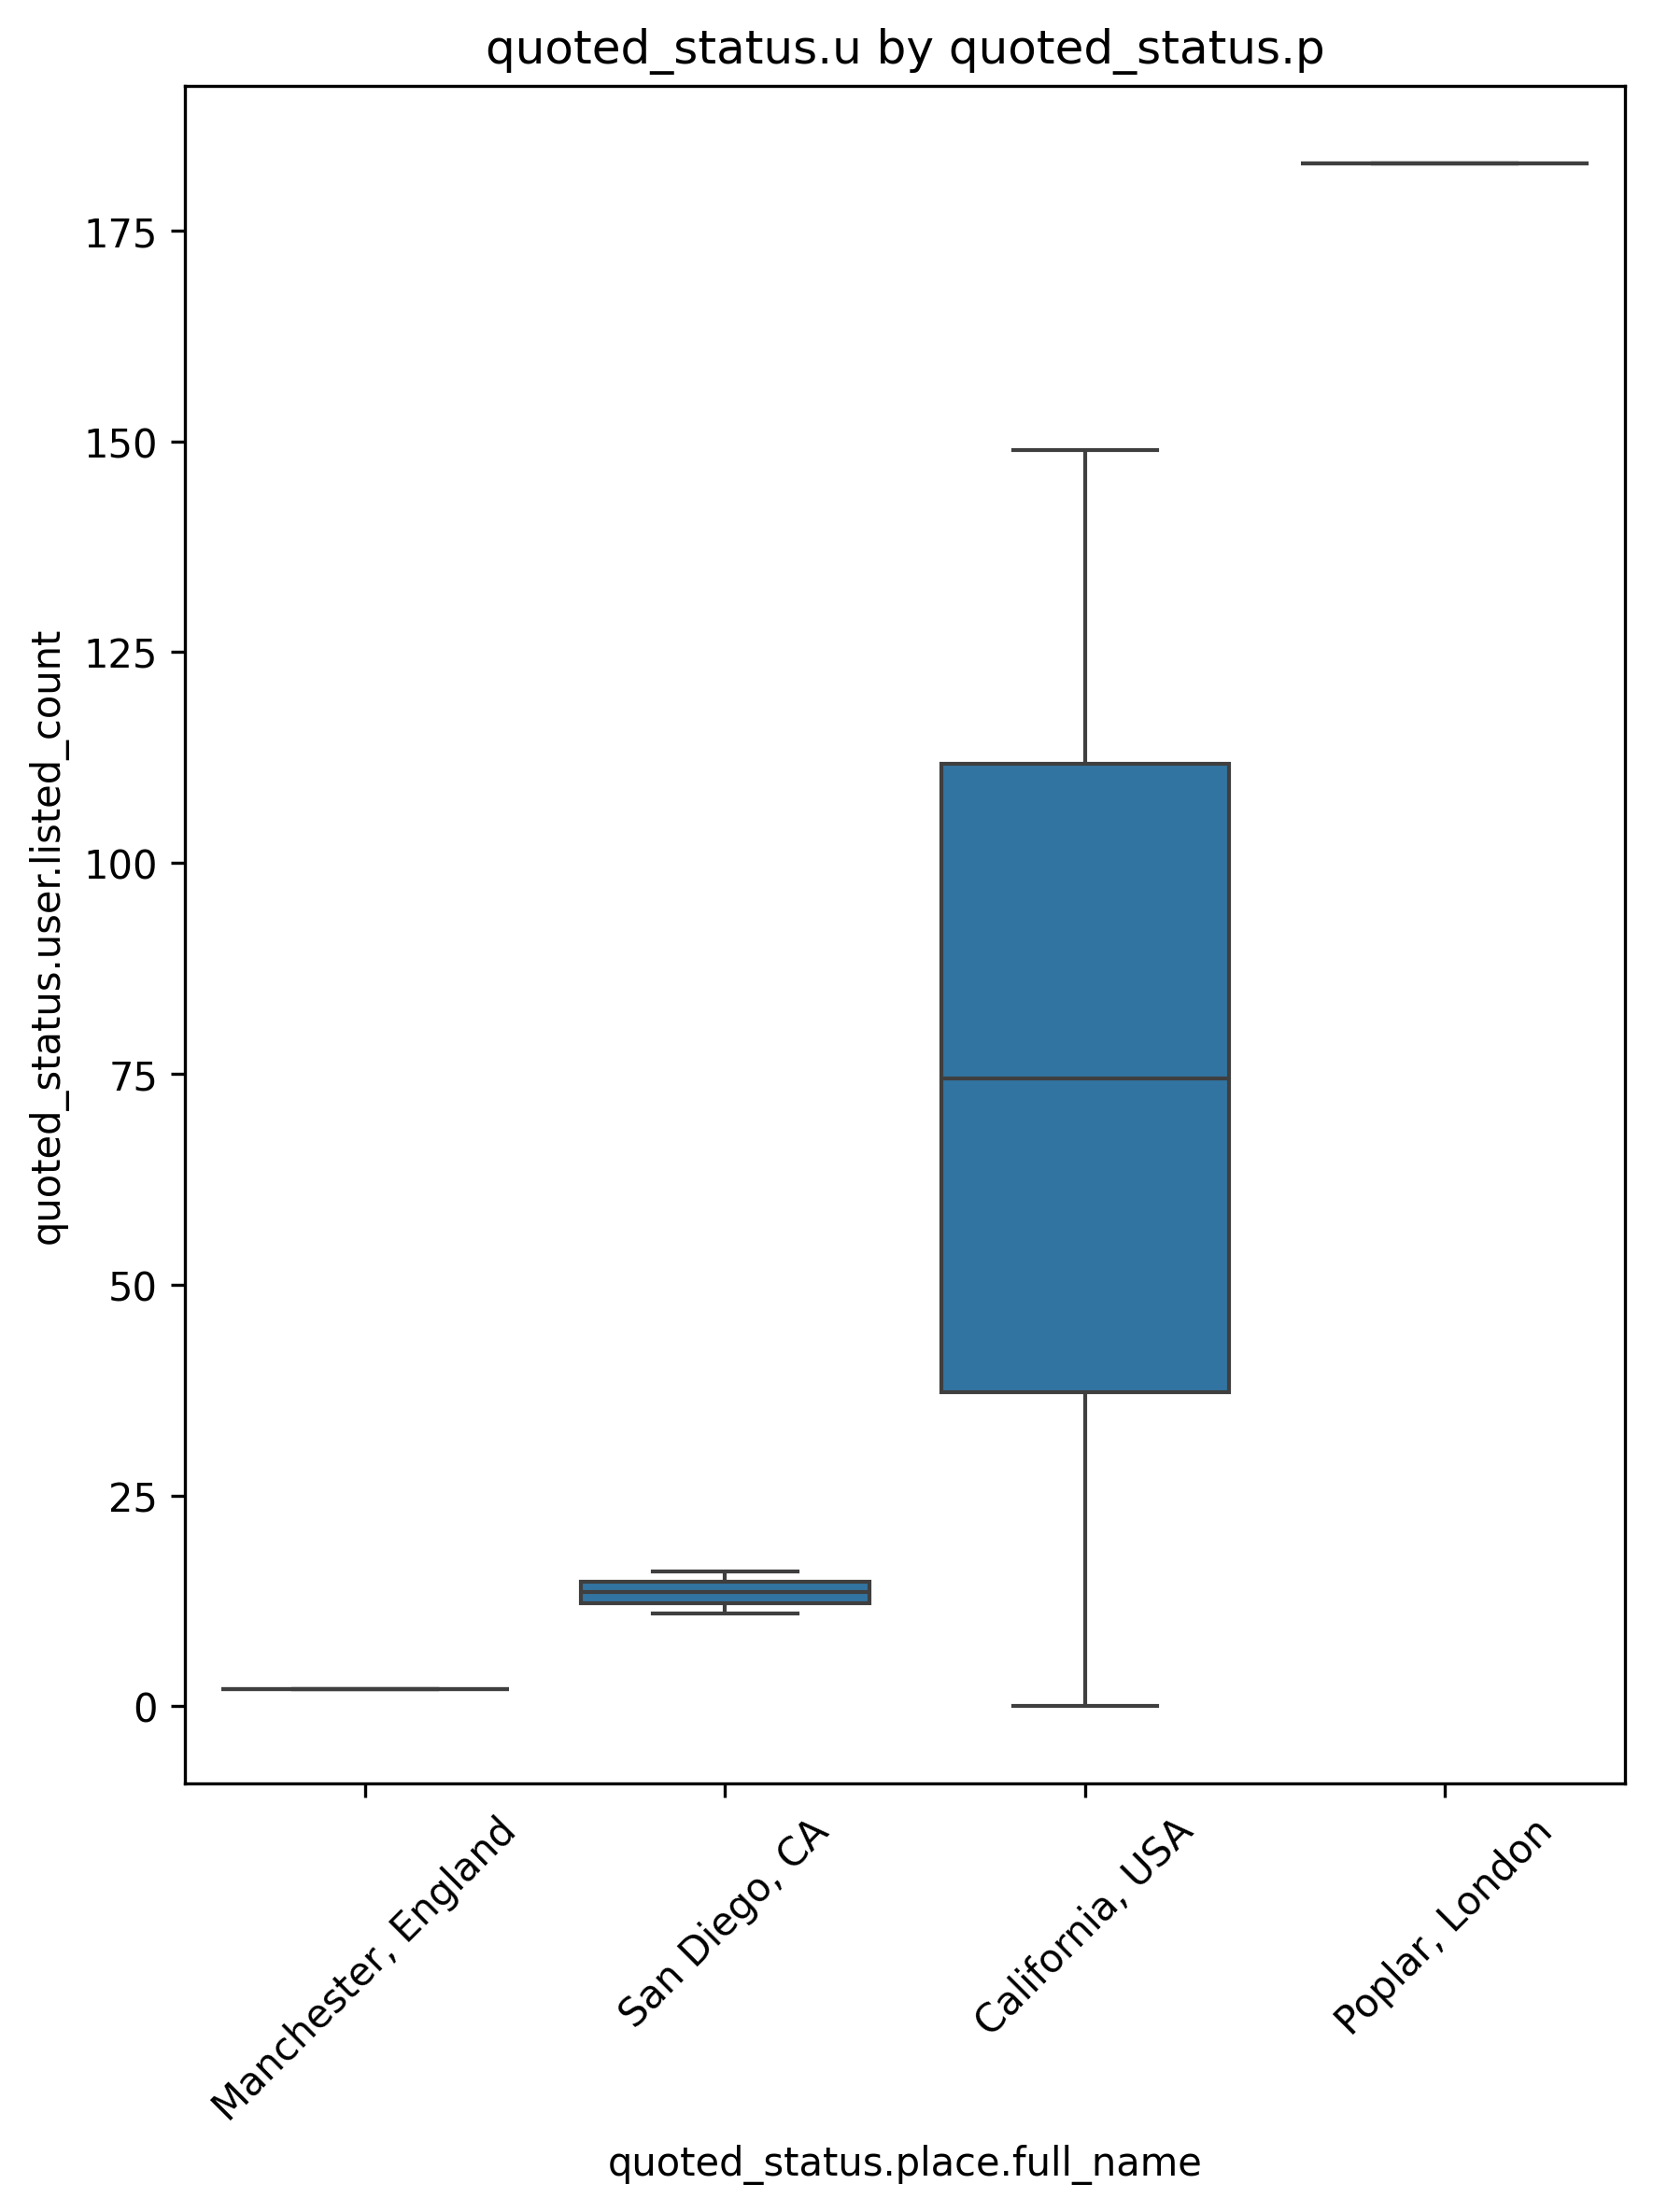 quoted_status.u by quoted_status.p
quoted_status.user.listed_count
175
150
125
100
75
50
25
0
Manchester, England
San Diego, CA
California, USA
Poplar, London
quoted_status.place.full_name